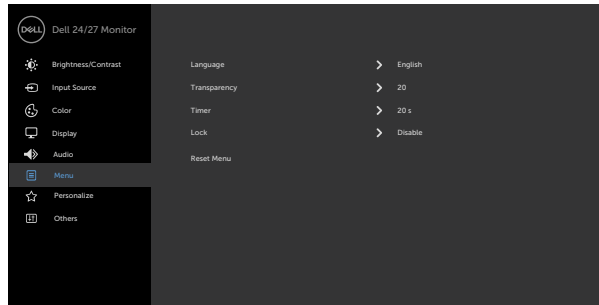 DELL Dell 24/27 Monitor
Brightness/Contrast
Input Source
Color
Display
Audio
Menu
Personalize
Others
Language English
Transparency 20
Timer 20 s
Lock Disable
Reset Menu